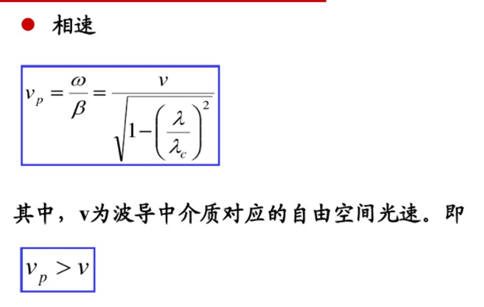 ● 相速
v_p = ω/β = v/√(1-(λ/λ_c)^2)
其中，v为波导中介质对应的自由空间光速。即
v_p > v